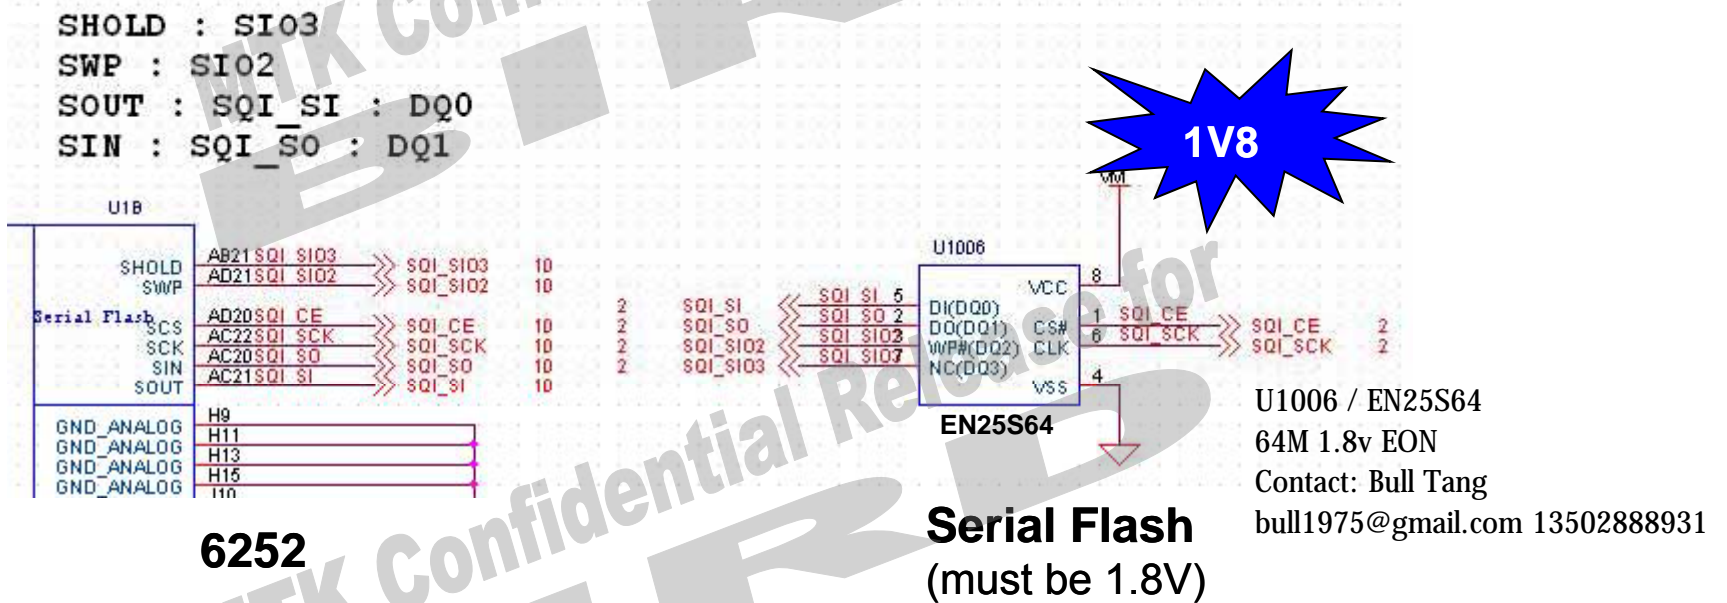 SHOLD : SIO3
SWP : SIO2
SOUT : SQI_SI : DQ0
SIN : SQI_SO : DQ1
1V8
VM
U1B
SHOLD AB21 SQI_SIO3 SQI_SIO3 10
SWP AD21 SQI_SIO2 SQI_SIO2 10
Serial Flash
SCS AD20 SQI_CE SQI_CE 10
SCK AC22 SQI_SCK SQI_SCK 10
SIN AC20 SQI_SO SQI_SO 10
SOUT AC21 SQI_SI SQI_SI 10
GND_ANALOG H9
GND_ANALOG H11
GND_ANALOG H13
GND_ANALOG H15
J10
6252
U1006
VCC 8
2 SQI_SI SQI_SI 5 DI(DQ0)
2 SQI_SO SQI_SO 2 DO(DQ1) CS# 1 SQI_CE SQI_CE 2
2 SQI_SIO2 SQI_SIO2 3 WP#(DQ2) CLK 6 SQI_SCK SQI_SCK 2
2 SQI_SIO3 SQI_SIO3 7 NC(DQ3)
VSS 4
EN25S64
U1006 / EN25S64
64M 1.8v EON
Contact: Bull Tang
bull1975@gmail.com 13502888931
Serial Flash
(must be 1.8V)
MTK Confidential Release for